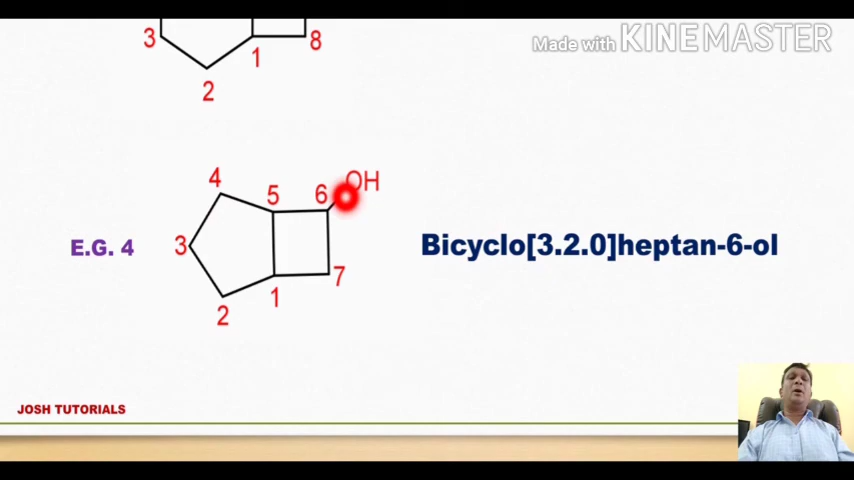 Made with KINEMASTER
3
1
8
2
4
5
6
OH
E.G. 4
3
Bicyclo[3.2.0]heptan-6-ol
7
1
2
JOSH TUTORIALS